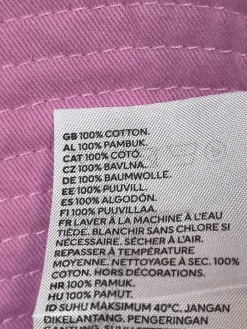 GB 100% COTTON.
AL 100% PAMBUK.
CAT 100% COTÓ.
CZ 100% BAVLNA.
DE 100% BAUMWOLLE.
EE 100% PUUVILL.
ES 100% ALGODÓN.
FI 100% PUUVILLAA.
FR LAVER À LA MACHINE À L'EAU
TIÈDE. BLANCHIR SANS CHLORE SI
NÉCESSAIRE. SÉCHER À L'AIR.
REPASSER À TEMPÉRATURE
MOYENNE. NETTOYAGE À SEC. 100%
COTON. HORS DÉCORATIONS.
HR 100% PAMUK.
HU 100% PAMUT.
ID SUHU MAKSIMUM 40°C. JANGAN
DIKELANTANG. PENGERINGAN
GANTUNG. SUHU